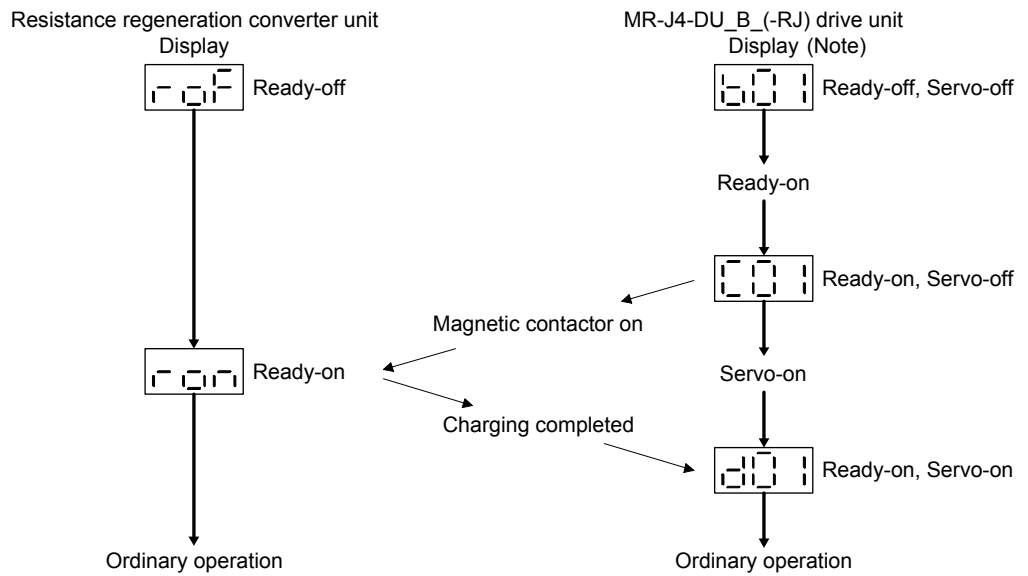 Resistance regeneration converter unit
Display
roF
Ready-off
ron
Ready-on
Ordinary operation
Magnetic contactor on
Charging completed
MR-J4-DU_B_(-RJ) drive unit
Display (Note)
b01
Ready-off, Servo-off
Ready-on
C01
Ready-on, Servo-off
Servo-on
d01
Ready-on, Servo-on
Ordinary operation